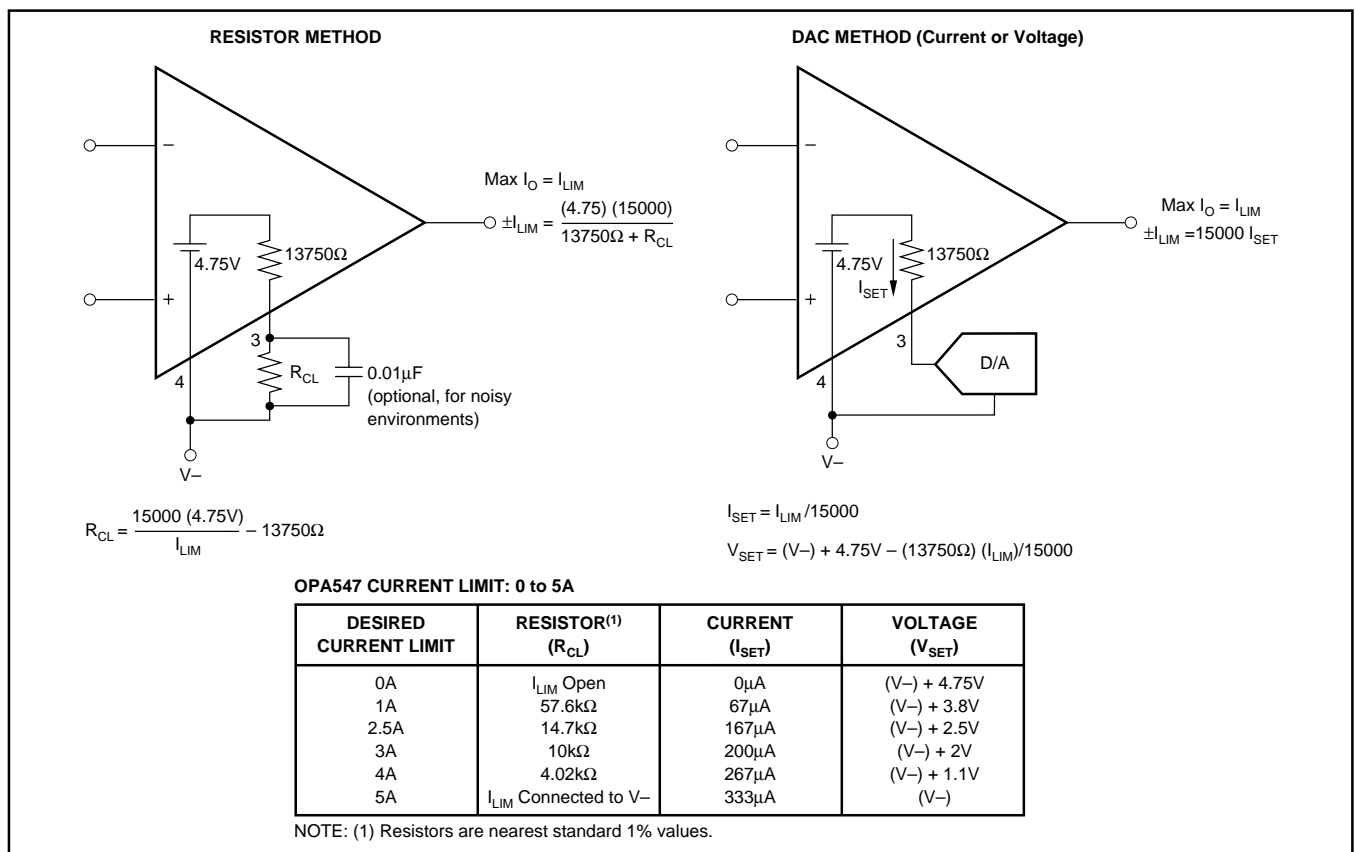 RESISTOR METHOD
−
+
4.75V
13750Ω
3
4
R_CL
0.01μF
(optional, for noisy
environments)
V–
Max I_O = I_LIM
±I_LIM = (4.75) (15000) / 13750Ω + R_CL
R_CL = 15000 (4.75V) / I_LIM – 13750Ω
DAC METHOD (Current or Voltage)
−
+
4.75V
13750Ω
I_SET
3
4
D/A
V–
Max I_O = I_LIM
±I_LIM =15000 I_SET
I_SET = I_LIM /15000
V_SET = (V–) + 4.75V – (13750Ω) (I_LIM)/15000
OPA547 CURRENT LIMIT: 0 to 5A
DESIRED CURRENT LIMIT RESISTOR(1) (R_CL) CURRENT (I_SET) VOLTAGE (V_SET)
0A I_LIM Open 0μA (V–) + 4.75V
1A 57.6kΩ 67μA (V–) + 3.8V
2.5A 14.7kΩ 167μA (V–) + 2.5V
3A 10kΩ 200μA (V–) + 2V
4A 4.02kΩ 267μA (V–) + 1.1V
5A I_LIM Connected to V– 333μA (V–)
NOTE: (1) Resistors are nearest standard 1% values.